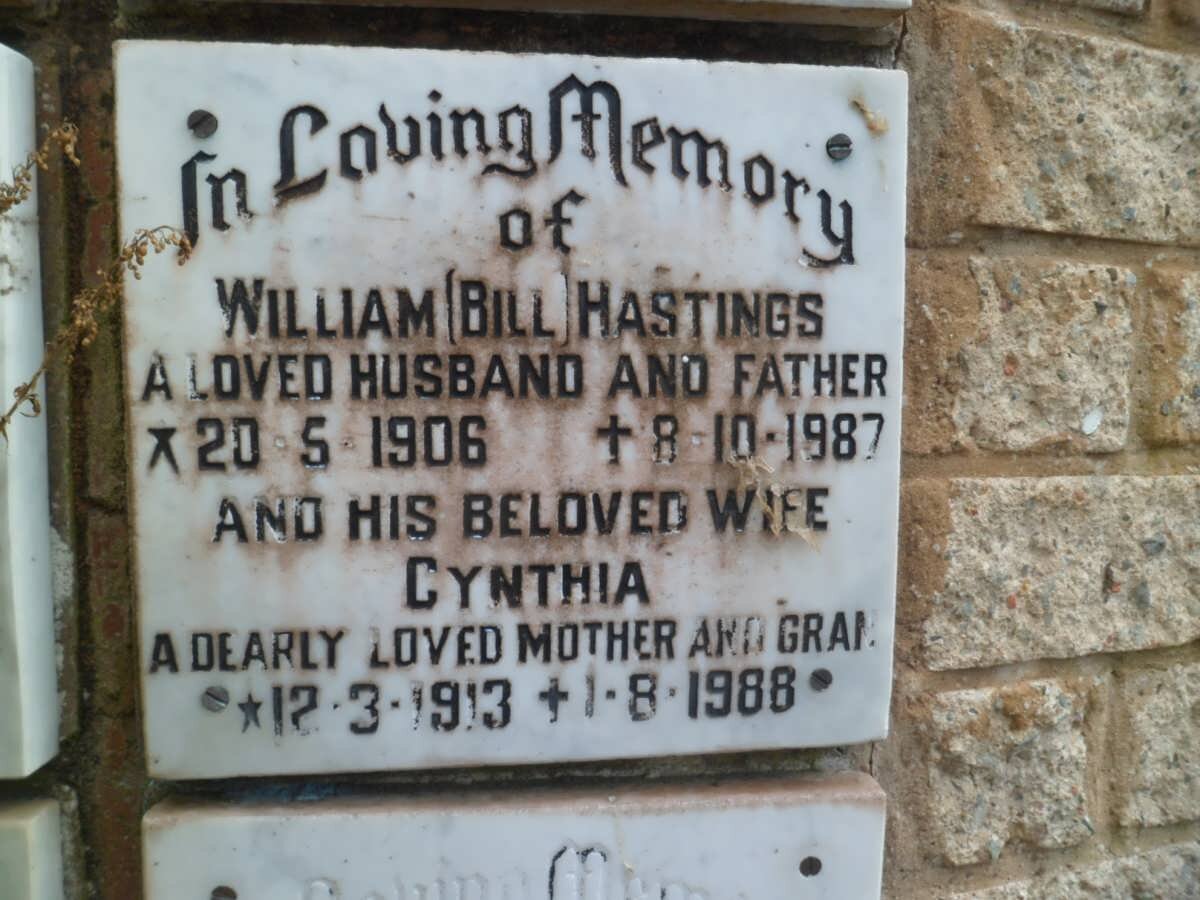 In Loving Memory
of
WILLIAM (BILL) HASTINGS
A LOVED HUSBAND AND FATHER
★ 20 · 5 · 1906 ✝ 8 · 10 · 1987
AND HIS BELOVED WIFE
CYNTHIA
A DEARLY LOVED MOTHER AND GRAN
★ 12 · 3 · 1913 ✝ 1 · 8 · 1988